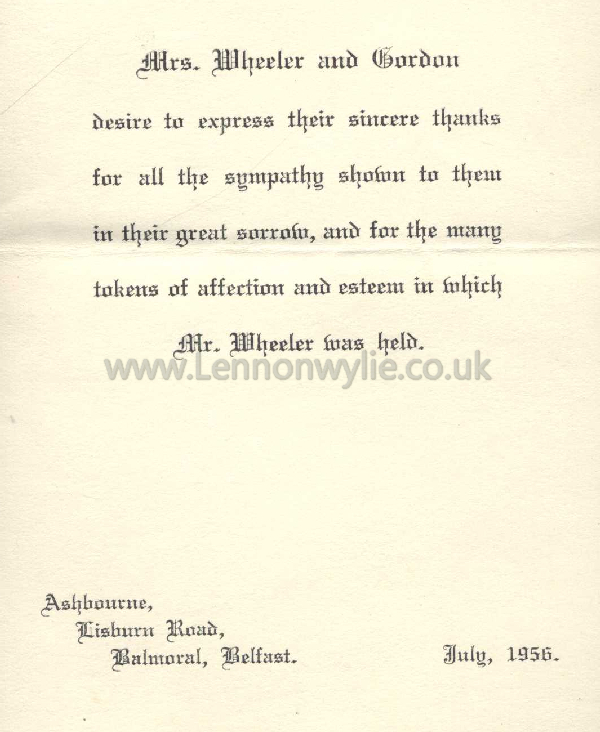 Mrs. Wheeler and Gordon
desire to express their sincere thanks
for all the sympathy shown to them
in their great sorrow, and for the many
tokens of affection and esteem in which
Mr. Wheeler was held.
www.Lennonwylie.co.uk
Ashbourne,
Lisburn Road,
Balmoral, Belfast.
July, 1956.